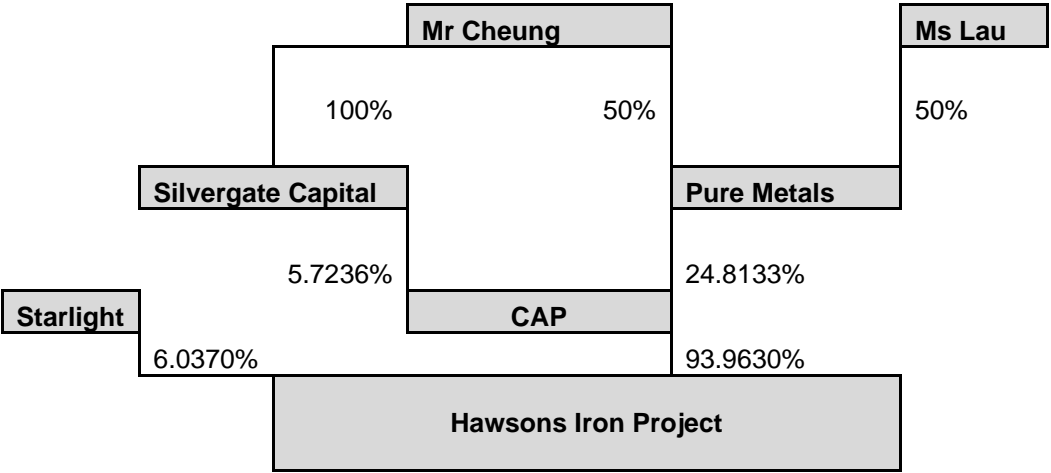 Mr Cheung
Ms Lau
100%
50%
50%
Silvergate Capital
Pure Metals
5.7236%
24.8133%
Starlight
CAP
6.0370%
93.9630%
Hawsons Iron Project